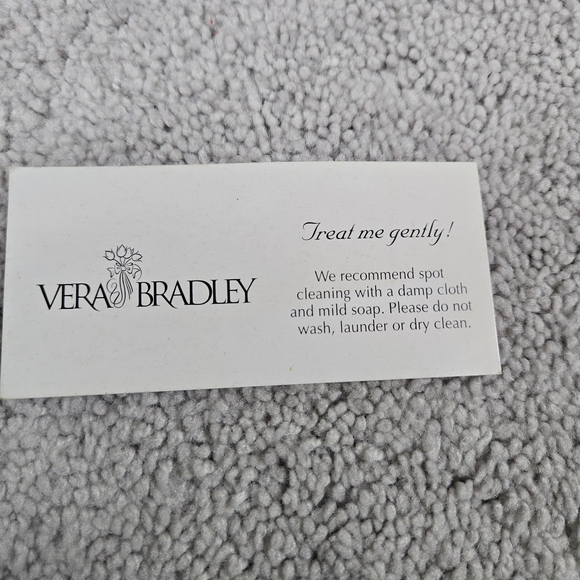 VERA BRADLEY
Treat me gently!
We recommend spot
cleaning with a damp cloth
and mild soap. Please do not
wash, launder or dry clean.